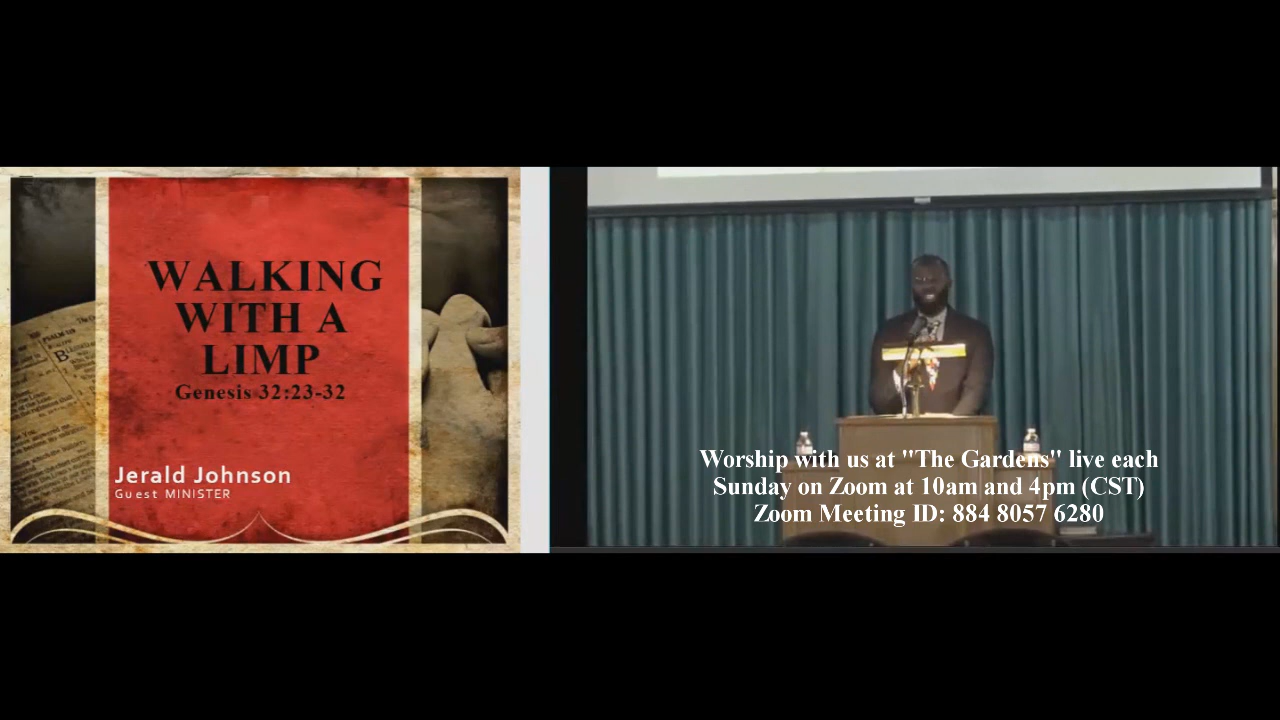 WALKING
WITH A
LIMP
Genesis 32:23-32
Jerald Johnson
Guest MINISTER
PSALM
B
Worship with us at "The Gardens" live each
Sunday on Zoom at 10am and 4pm (CST)
Zoom Meeting ID: 884 8057 6280